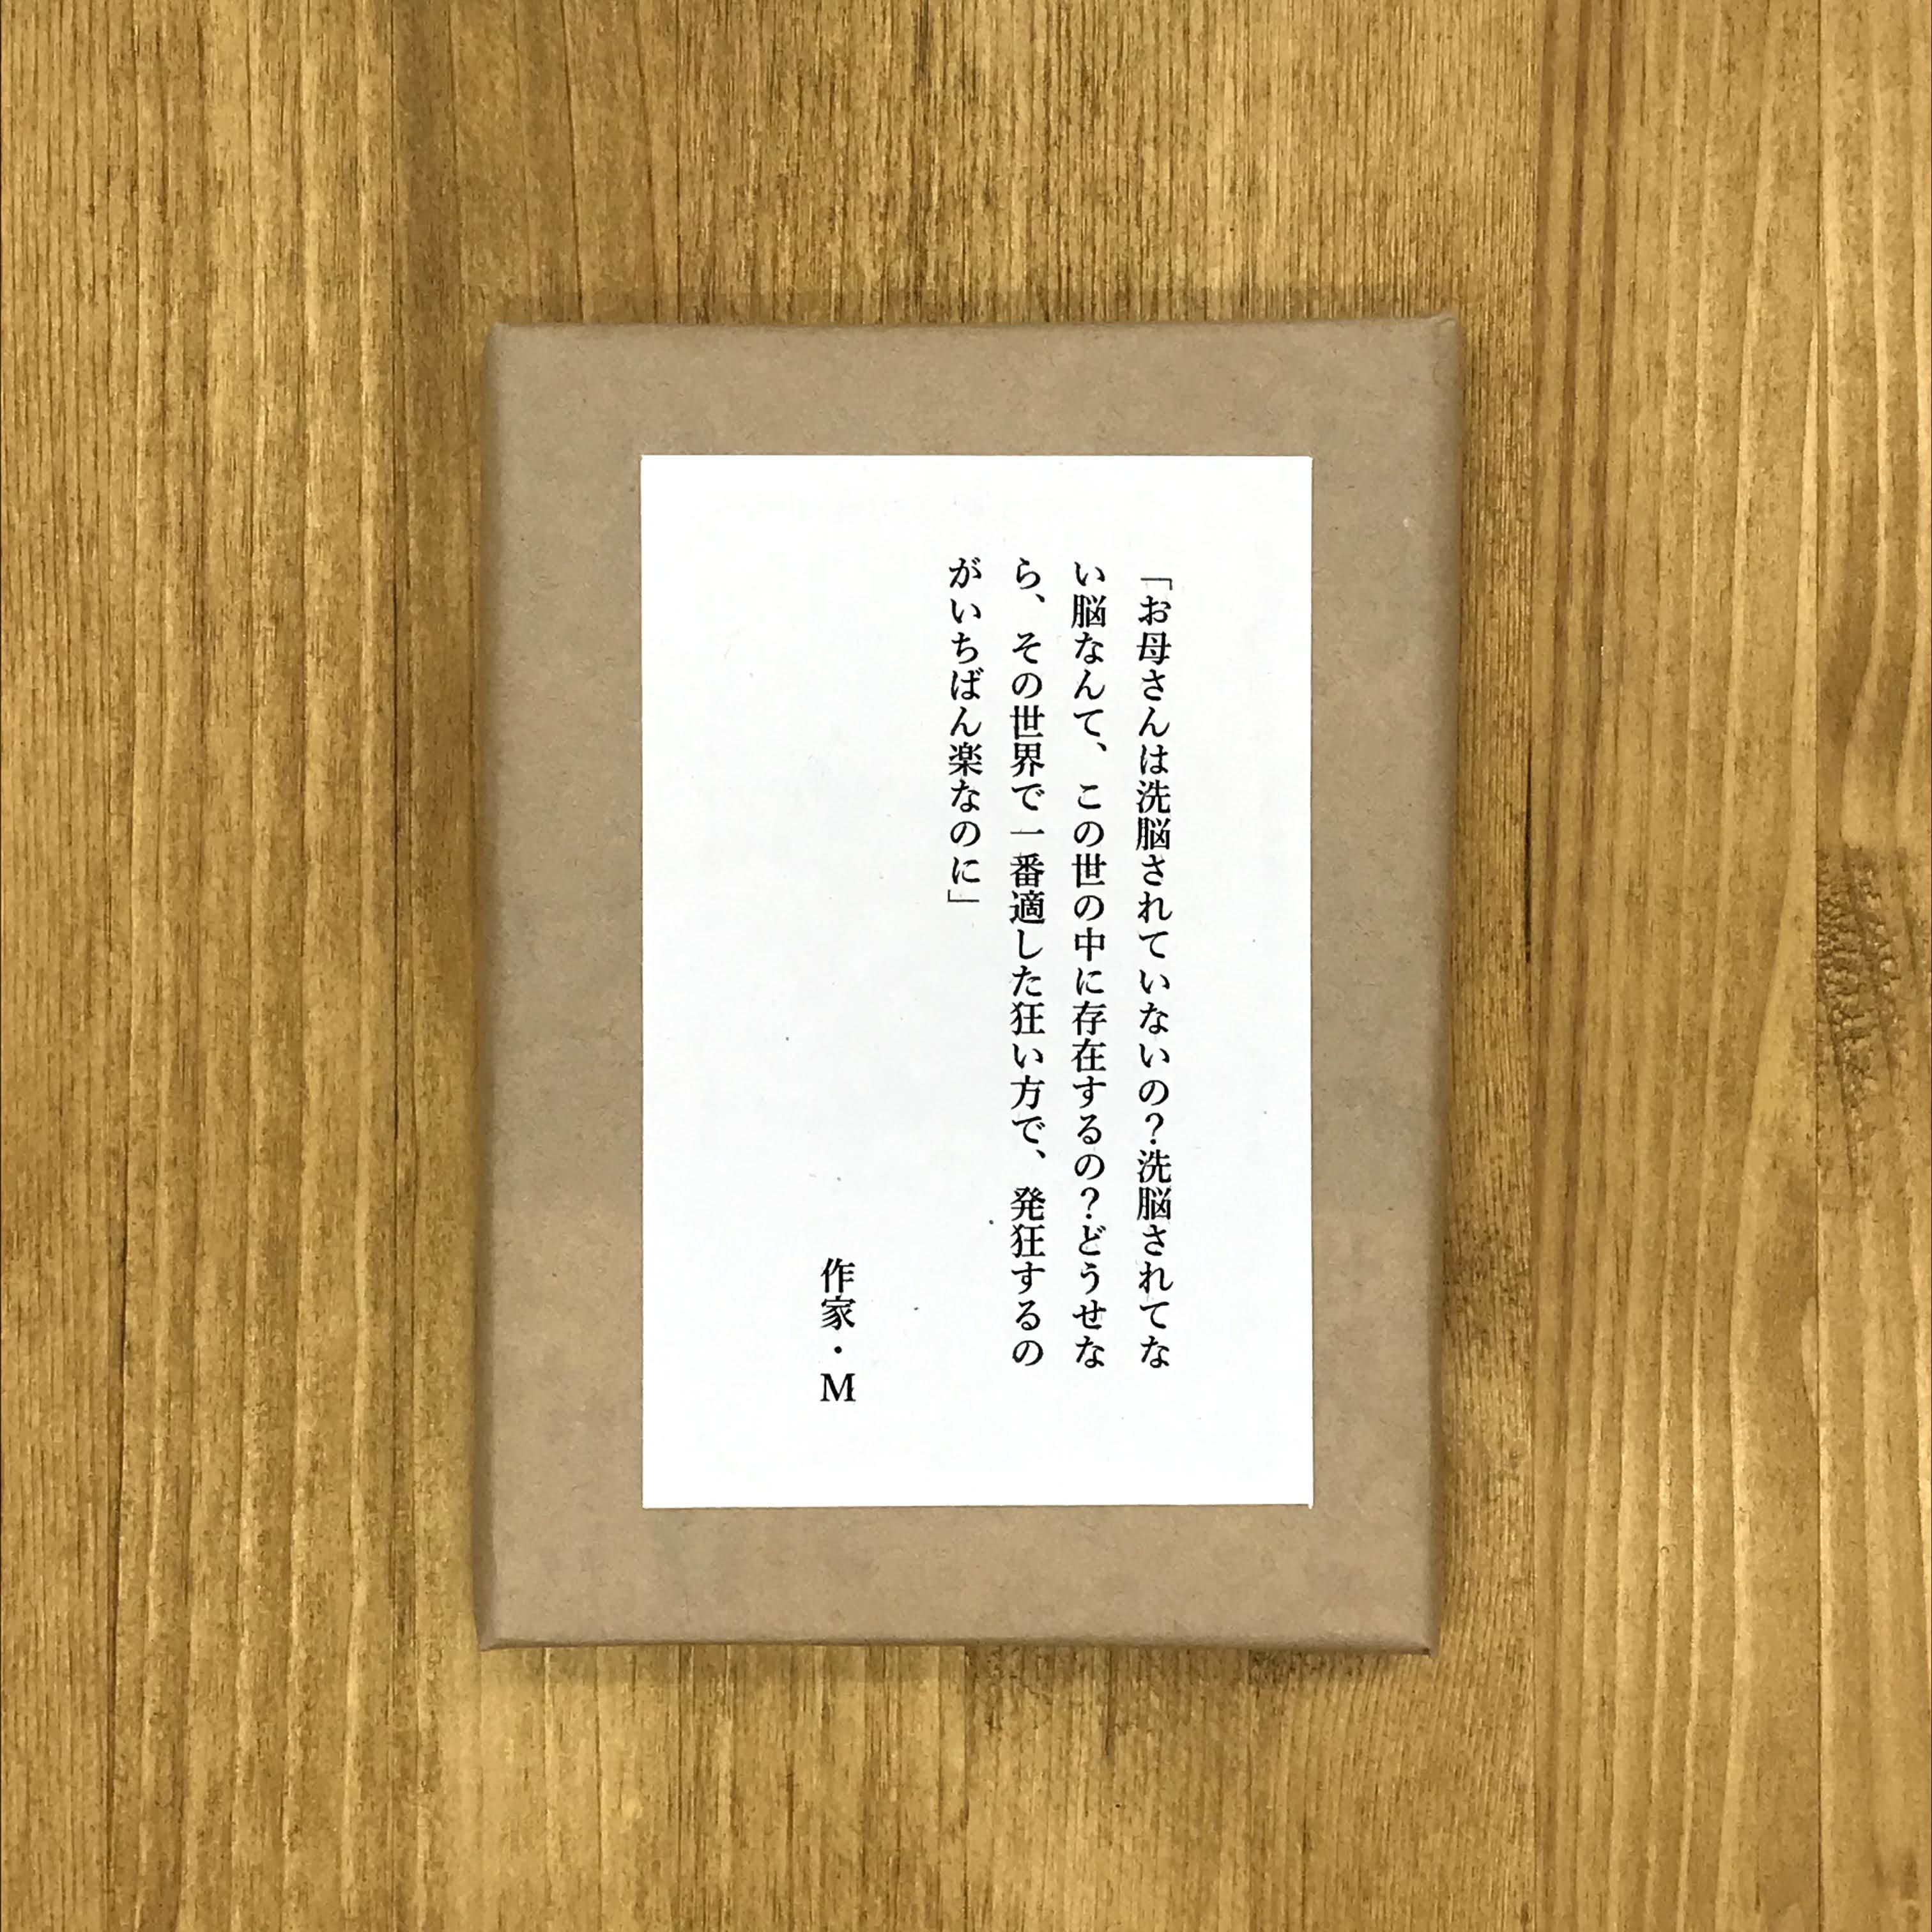 「お母さんは洗脳されていないの？洗脳されてな
い脳なんて、この世の中に存在するの？どうせな
ら、その世界で一番適した狂い方で、発狂するの
がいちばん楽なのに」
作家・M